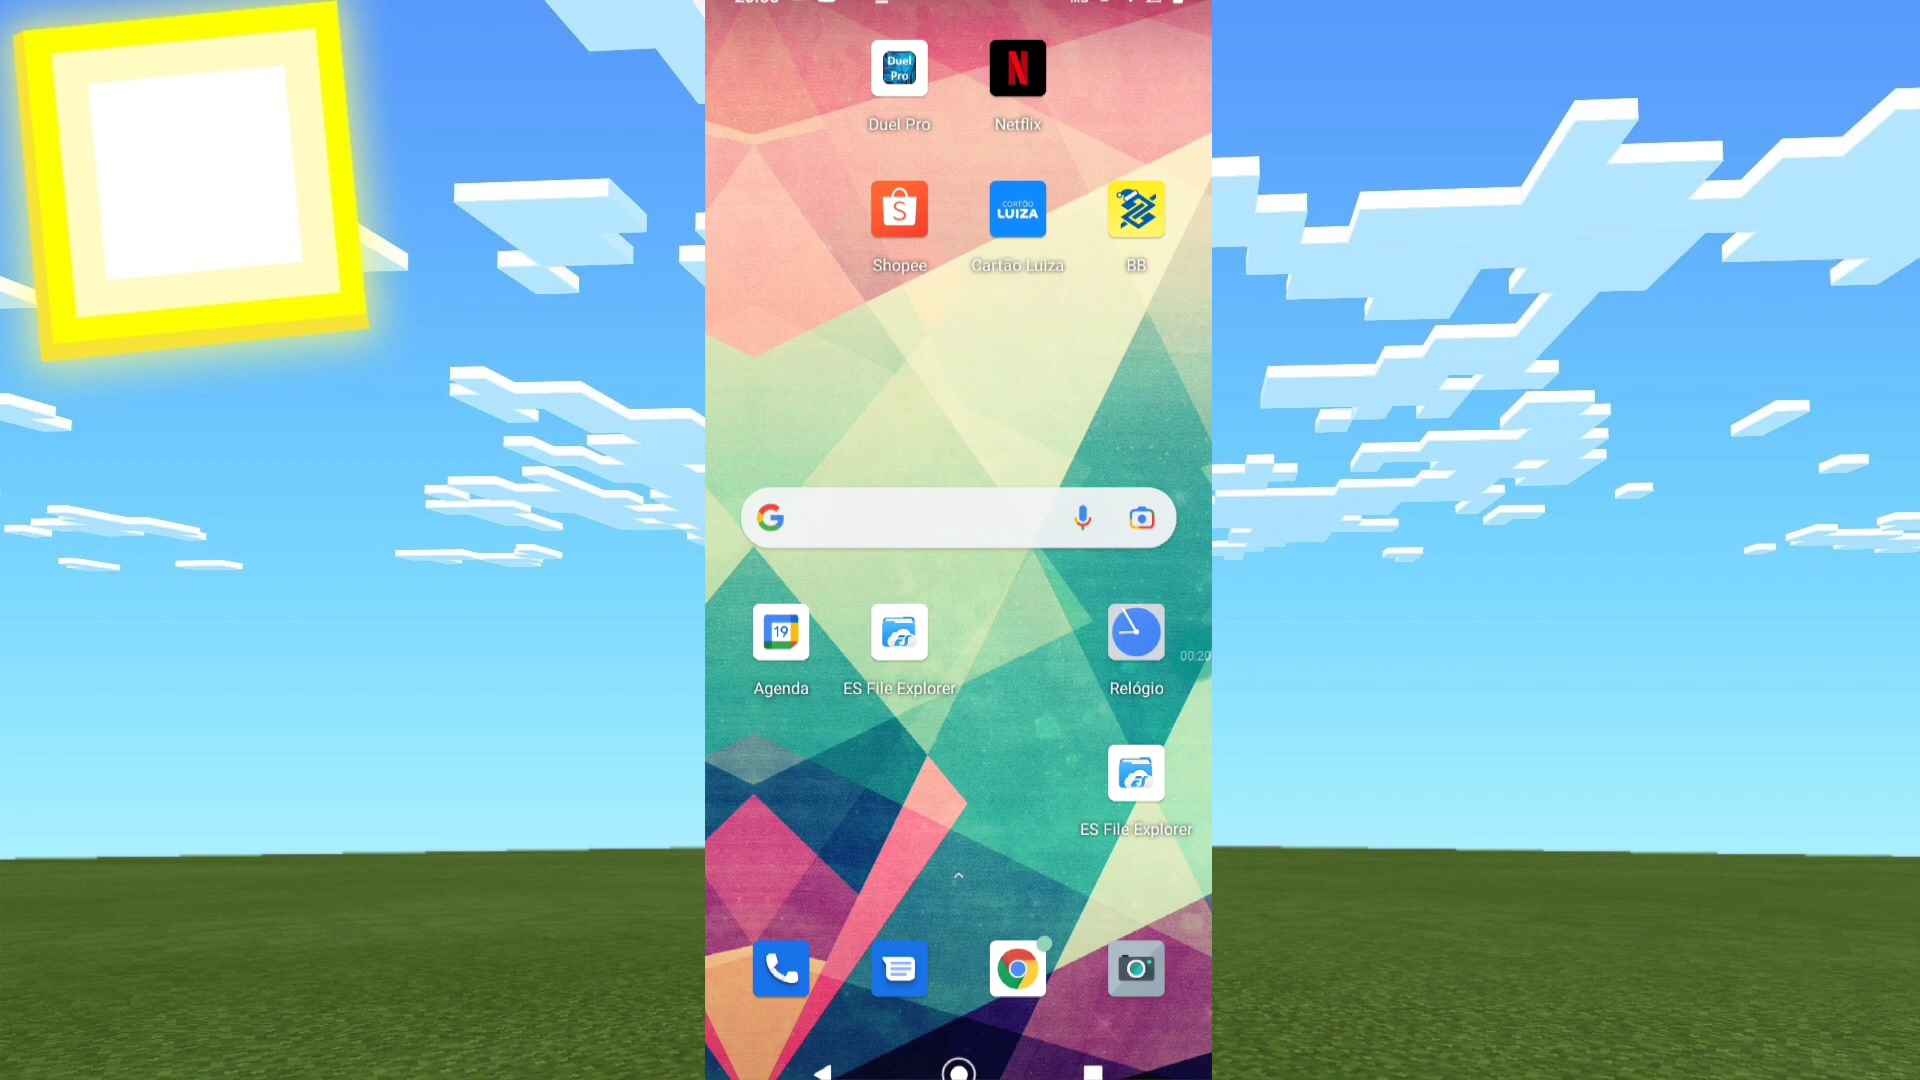 Duel
Pro
Duel Pro
Netflix
S
CARTÃO
LUIZA
Shopee
Cartão Luiza
BB
19
Agenda
ES File Explorer
Relógio
00:20
ES File Explorer